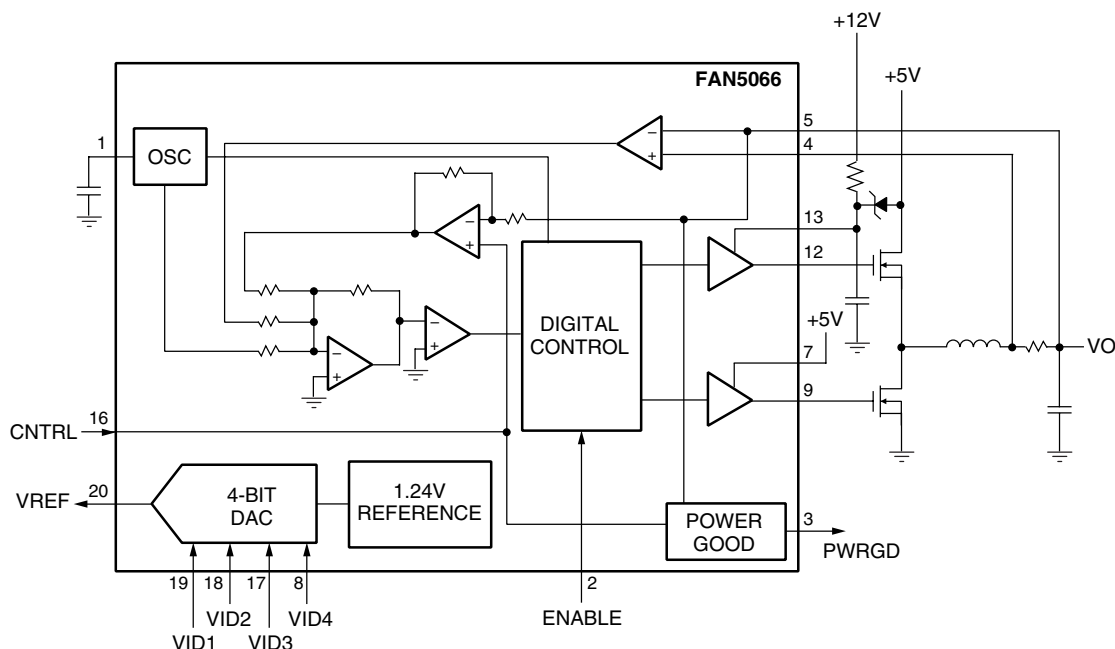 +12V
FAN5066
+5V
5
1
4
OSC
−
+
13
−
+
12
+5V
DIGITAL
CONTROL
−
+
−
+
7
VO
9
16
CNTRL
20
VREF
4-BIT
DAC
1.24V
REFERENCE
POWER
GOOD
3
PWRGD
19
18
17
8
2
VID2
VID4
ENABLE
VID1
VID3